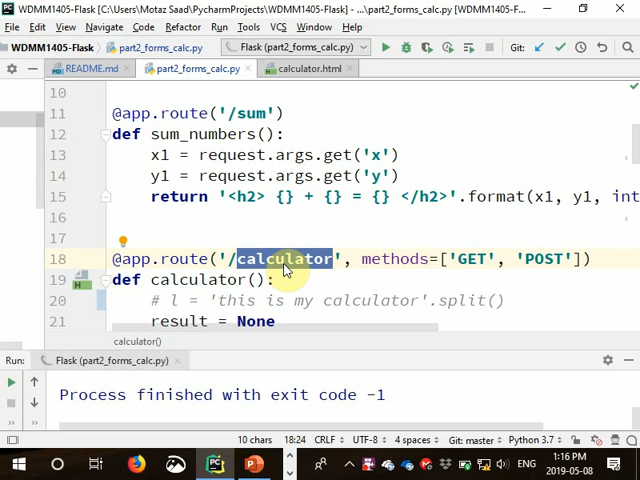 WDMM1405-Flask [C:\Users\Motaz Saad\PycharmProjects\WDMM1405-Flask] - ...\part2_forms_calc.py [WDMM1405-F...
File Edit View Navigate Code Refactor Run Tools VCS Window Help
WDMM1405-Flask part2_forms_calc.py Flask (part2_forms_calc.py) Git:
README.md part2_forms_calc.py calculator.html
10
11 @app.route('/sum')
12 def sum_numbers():
13 x1 = request.args.get('x')
14 y1 = request.args.get('y')
15 return '<h2> {} + {} = {} </h2>'.format(x1, y1, int
16
17
18 @app.route('/calculator', methods=['GET', 'POST'])
19 def calculator():
20 # l = 'this is my calculator'.split()
21 result = None
calculator()
Run: Flask (part2_forms_calc.py)
Process finished with exit code -1
10 chars 18:24 CRLF UTF-8 4 spaces Git: master Python 3.7
ENG
1:16 PM
2019-05-08